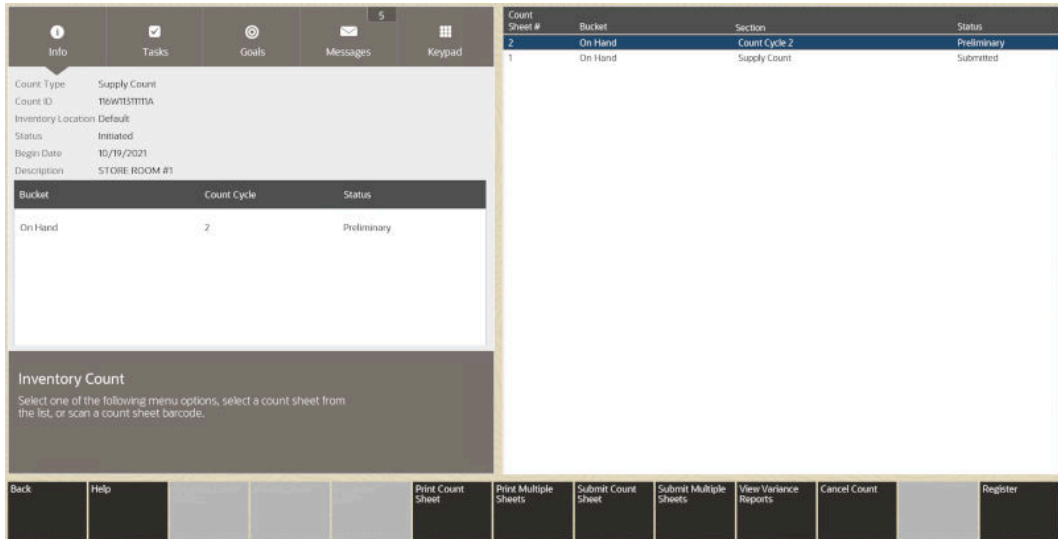 5
Info Tasks Goals Messages Keypad
Count Type Supply Count
Count ID
Inventory Location Default
Status Initiated
Begin Date 10/19/2021
Description STORE ROOM #1
Bucket Count Cycle Status
On Hand 2 Preliminary
Inventory Count
Select one of the following menu options, select a count sheet from
the list, or scan a count sheet barcode.
Count
Sheet # Bucket Section Status
2 On Hand Count Cycle 2 Preliminary
1 On Hand Supply Count Submitted
Back Help Print Count Print Multiple Submit Count Submit Multiple View Variance Cancel Count Register
Sheet Sheets Sheet Sheets Reports